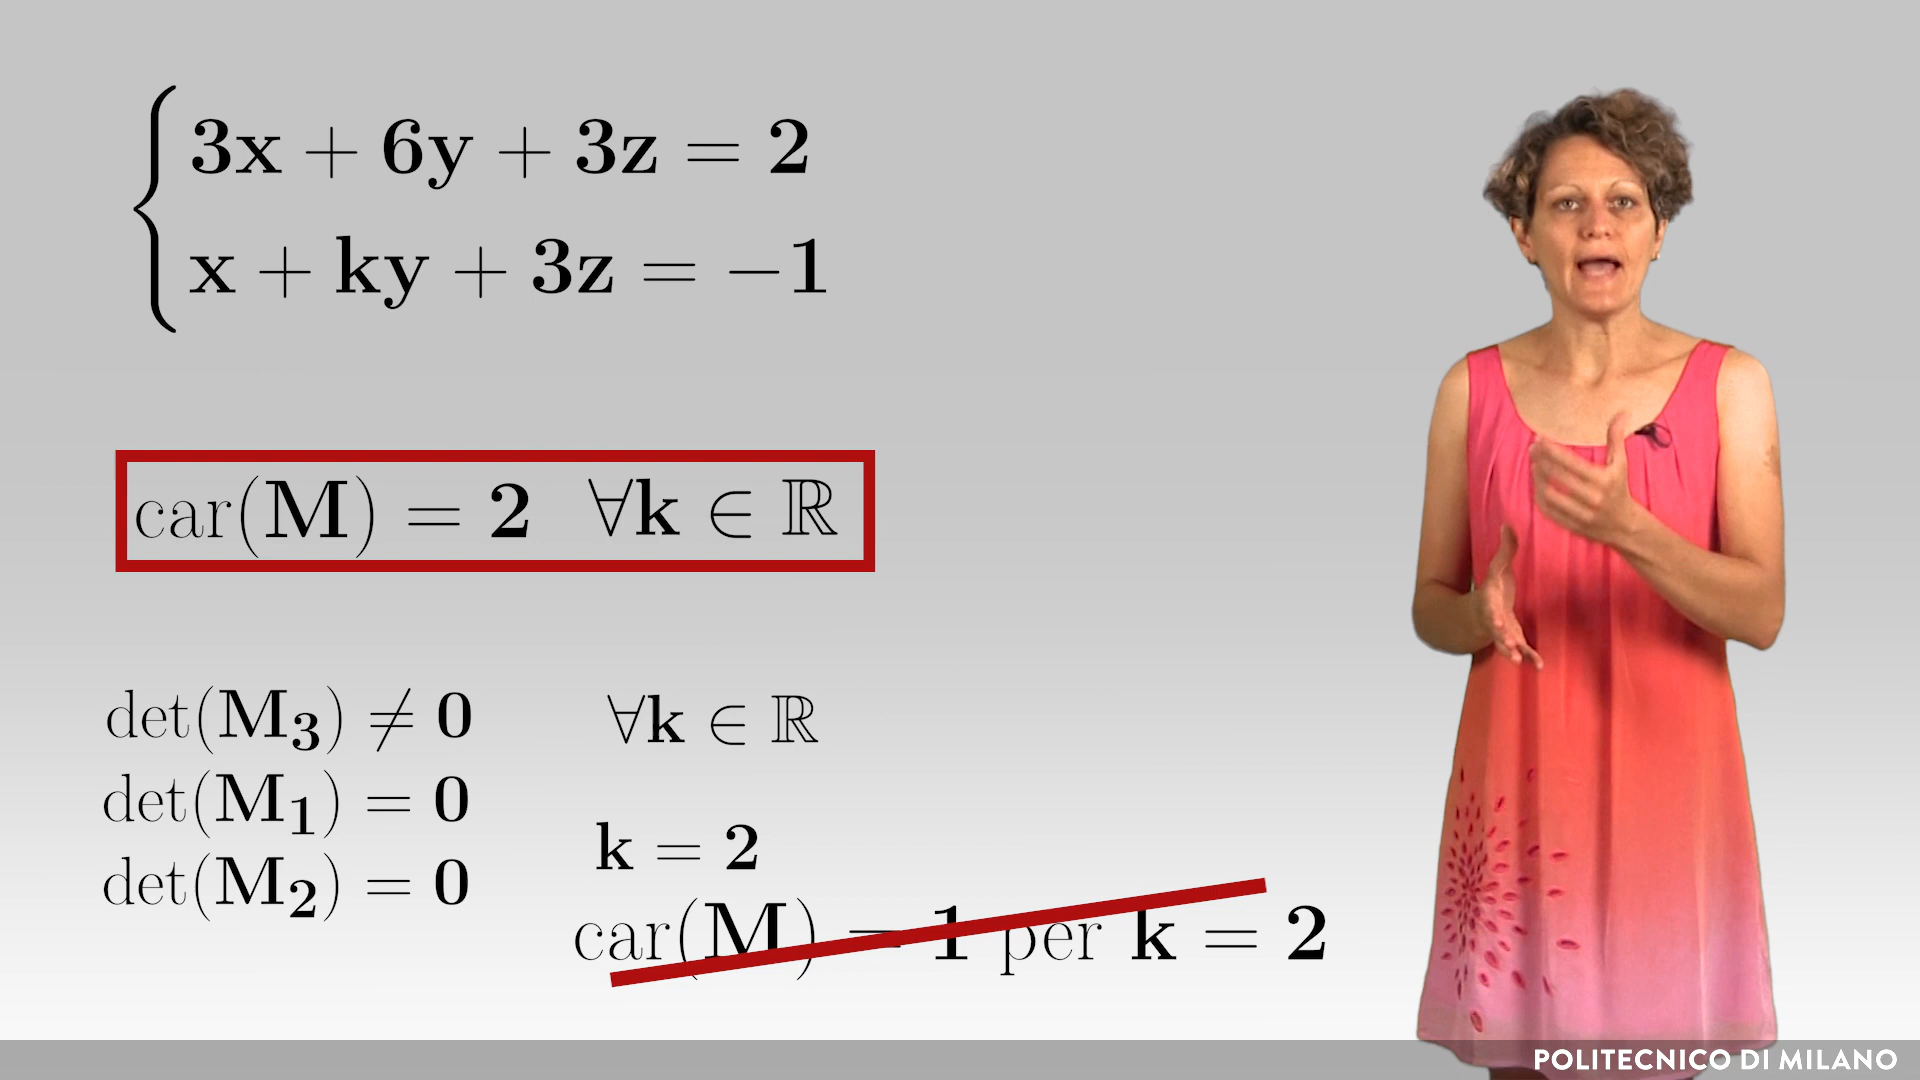 3x + 6y + 3z = 2
x + ky + 3z = −1
car(M) = 2 ∀k ∈ ℝ
det(M₃) ≠ 0 ∀k ∈ ℝ
det(M₁) = 0
k = 2
det(M₂) = 0
car(M) = 1 per k = 2
POLITECNICO DI MILANO